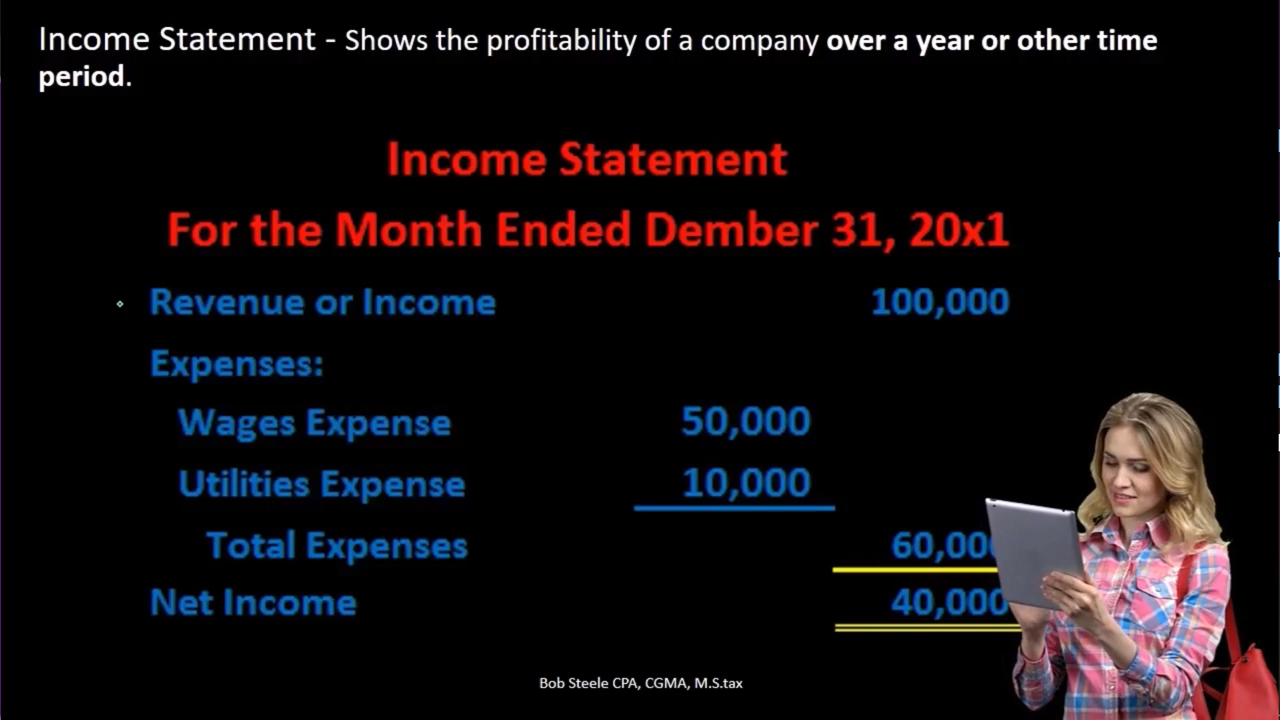 Income Statement - Shows the profitability of a company over a year or other time
period.
Income Statement
For the Month Ended Dember 31, 20x1
Revenue or Income 100,000
Expenses:
Wages Expense 50,000
Utilities Expense 10,000
Total Expenses 60,000
Net Income 40,000
Bob Steele CPA, CGMA, M.S.tax